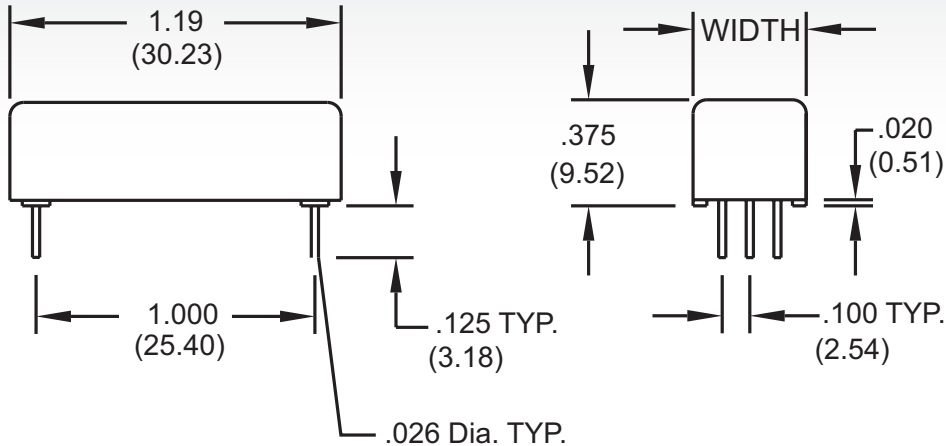 1.19
(30.23)
WIDTH
.375
(9.52)
.020
(0.51)
1.000
(25.40)
.125 TYP.
(3.18)
.100 TYP.
(2.54)
.026 Dia. TYP.